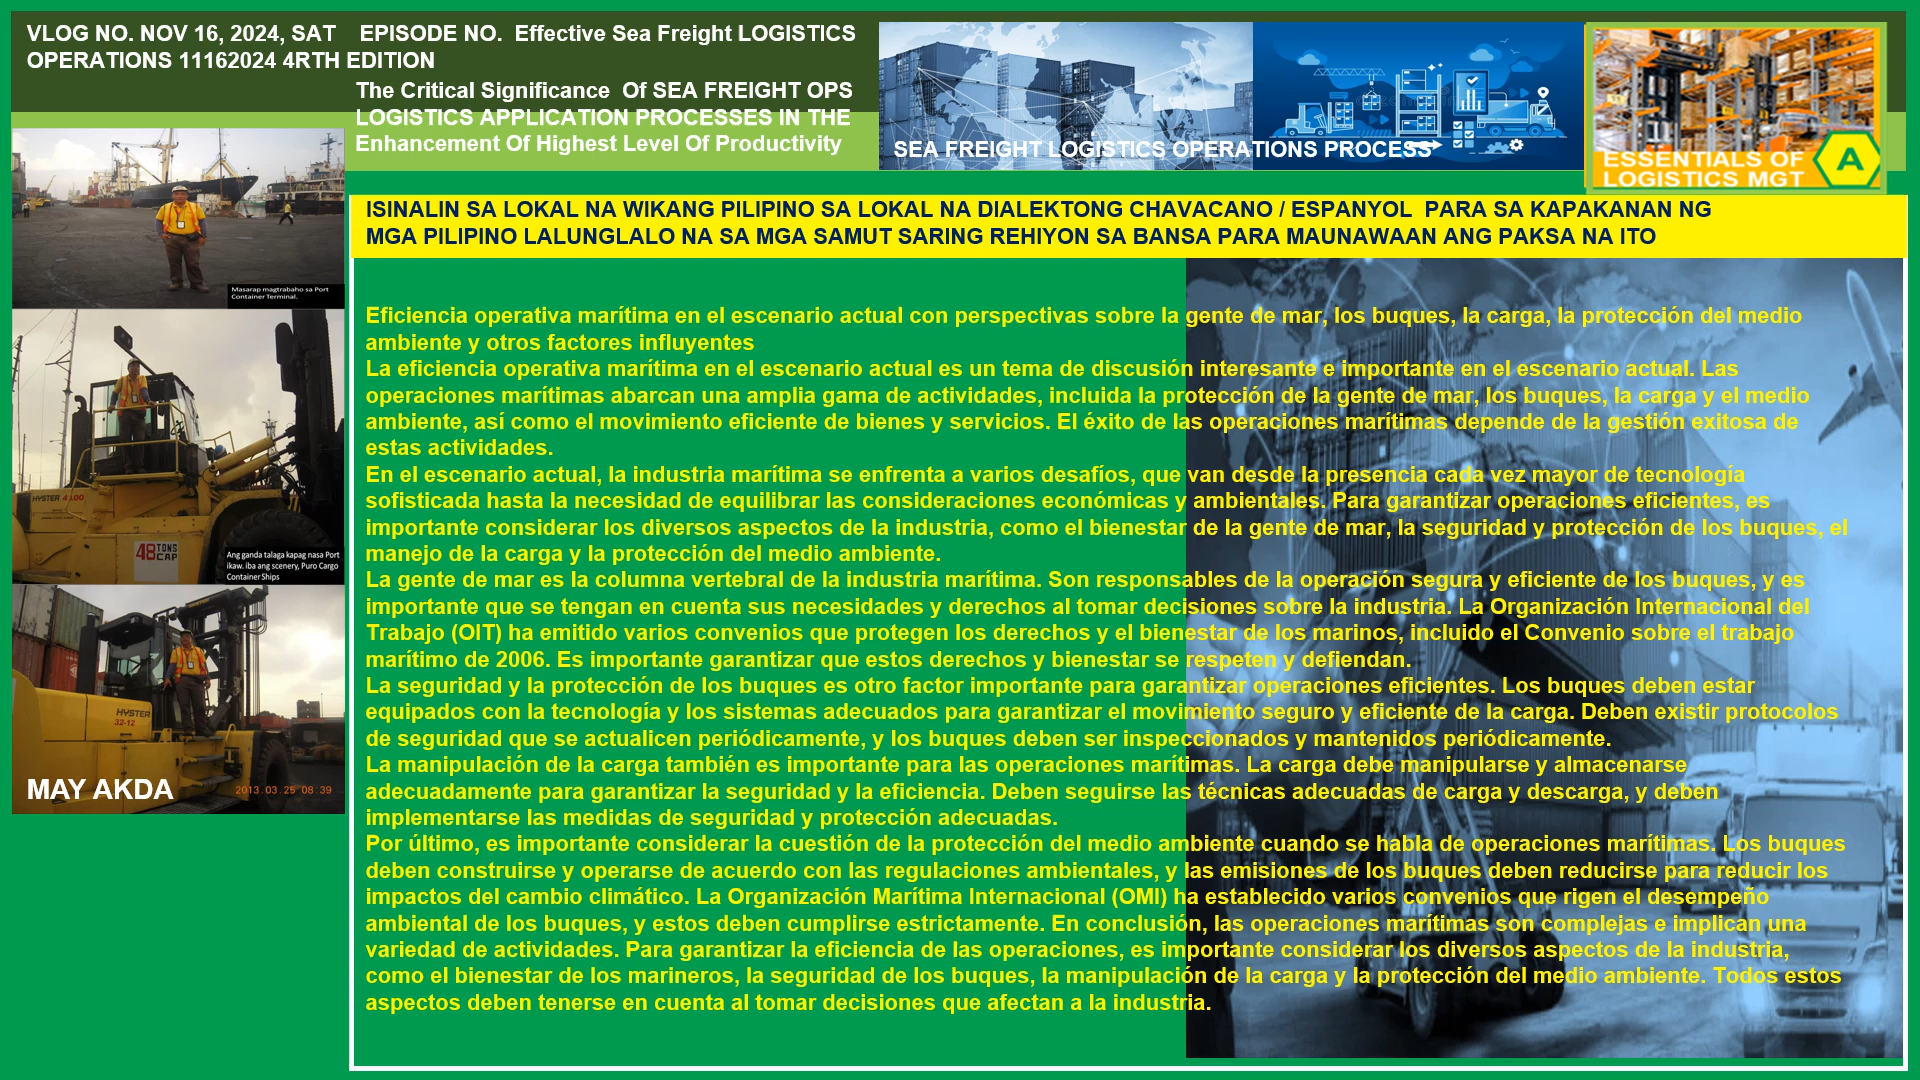 VLOG NO. NOV 16, 2024, SAT EPISODE NO. Effective Sea Freight LOGISTICS
OPERATIONS 11162024 4RTH EDITION
The Critical Significance Of SEA FREIGHT OPS
LOGISTICS APPLICATION PROCESSES IN THE
Enhancement Of Highest Level Of Productivity
SEA FREIGHT LOGISTICS OPERATIONS PROCESS
ESSENTIALS OF
LOGISTICS MGT
A
ISINALIN SA LOKAL NA WIKANG PILIPINO SA LOKAL NA DIALEKTONG CHAVACANO / ESPANYOL PARA SA KAPAKANAN NG
MGA PILIPINO LALUNGLALO NA SA MGA SAMUT SARING REHIYON SA BANSA PARA MAUNAWAAN ANG PAKSA NA ITO
Masarap magtrabaho sa Port
Container Terminal.
HYSTER
48 TONS
CAP
Ang ganda talaga kapag nasa Port
ikaw. iba ang scenery, Puro Cargo
Container Ships
HYSTER
32-12
MAY AKDA
2013.03.25 08:39
Eficiencia operativa marítima en el escenario actual con perspectivas sobre la gente de mar, los buques, la carga, la protección del medio
ambiente y otros factores influyentes
La eficiencia operativa marítima en el escenario actual es un tema de discusión interesante e importante en el escenario actual. Las
operaciones marítimas abarcan una amplia gama de actividades, incluida la protección de la gente de mar, los buques, la carga y el medio
ambiente, así como el movimiento eficiente de bienes y servicios. El éxito de las operaciones marítimas depende de la gestión exitosa de
estas actividades.
En el escenario actual, la industria marítima se enfrenta a varios desafíos, que van desde la presencia cada vez mayor de tecnología
sofisticada hasta la necesidad de equilibrar las consideraciones económicas y ambientales. Para garantizar operaciones eficientes, es
importante considerar los diversos aspectos de la industria, como el bienestar de la gente de mar, la seguridad y protección de los buques, el
manejo de la carga y la protección del medio ambiente.
La gente de mar es la columna vertebral de la industria marítima. Son responsables de la operación segura y eficiente de los buques, y es
importante que se tengan en cuenta sus necesidades y derechos al tomar decisiones sobre la industria. La Organización Internacional del
Trabajo (OIT) ha emitido varios convenios que protegen los derechos y el bienestar de los marinos, incluido el Convenio sobre el trabajo
marítimo de 2006. Es importante garantizar que estos derechos y bienestar se respeten y defiendan.
La seguridad y la protección de los buques es otro factor importante para garantizar operaciones eficientes. Los buques deben estar
equipados con la tecnología y los sistemas adecuados para garantizar el movimiento seguro y eficiente de la carga. Deben existir protocolos
de seguridad que se actualicen periódicamente, y los buques deben ser inspeccionados y mantenidos periódicamente.
La manipulación de la carga también es importante para las operaciones marítimas. La carga debe manipularse y almacenarse
adecuadamente para garantizar la seguridad y la eficiencia. Deben seguirse las técnicas adecuadas de carga y descarga, y deben
implementarse las medidas de seguridad y protección adecuadas.
Por último, es importante considerar la cuestión de la protección del medio ambiente cuando se habla de operaciones marítimas. Los buques
deben construirse y operarse de acuerdo con las regulaciones ambientales, y las emisiones de los buques deben reducirse para reducir los
impactos del cambio climático. La Organización Marítima Internacional (OMI) ha establecido varios convenios que rigen el desempeño
ambiental de los buques, y estos deben cumplirse estrictamente. En conclusión, las operaciones marítimas son complejas e implican una
variedad de actividades. Para garantizar la eficiencia de las operaciones, es importante considerar los diversos aspectos de la industria,
como el bienestar de los marineros, la seguridad de los buques, la manipulación de la carga y la protección del medio ambiente. Todos estos
aspectos deben tenerse en cuenta al tomar decisiones que afectan a la industria.